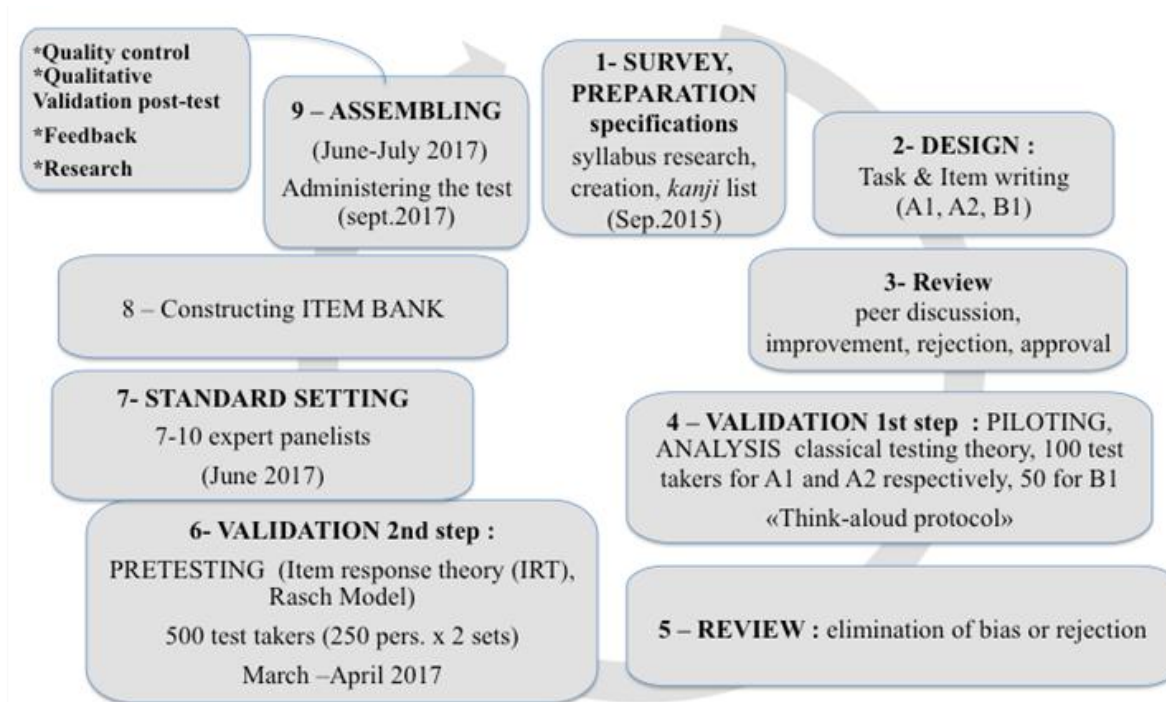 *Quality control
*Qualitative
Validation post-test
*Feedback
*Research
9 – ASSEMBLING
(June-July 2017)
Administering the test
(sept.2017)
1- SURVEY,
PREPARATION
specifications
syllabus research,
creation, kanji list
(Sep.2015)
2- DESIGN :
Task & Item writing
(A1, A2, B1)
3- Review
peer discussion,
improvement, rejection, approval
4 – VALIDATION 1st step : PILOTING,
ANALYSIS classical testing theory, 100 test
takers for A1 and A2 respectively, 50 for B1
«Think-aloud protocol»
5 – REVIEW : elimination of bias or rejection
6- VALIDATION 2nd step :
PRETESTING (Item response theory (IRT),
Rasch Model)
500 test takers (250 pers. x 2 sets)
March –April 2017
7- STANDARD SETTING
7-10 expert panelists
(June 2017)
8 – Constructing ITEM BANK